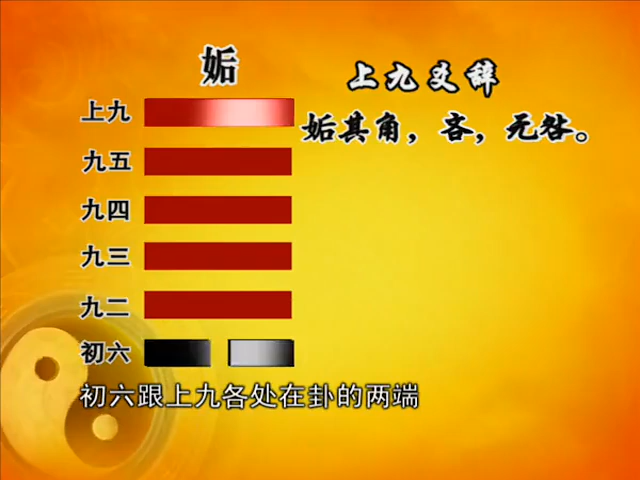 姤
上九爻辞
姤其角，吝，无咎。
上九
九五
九四
九三
九二
初六
初六跟上九各处在卦的两端